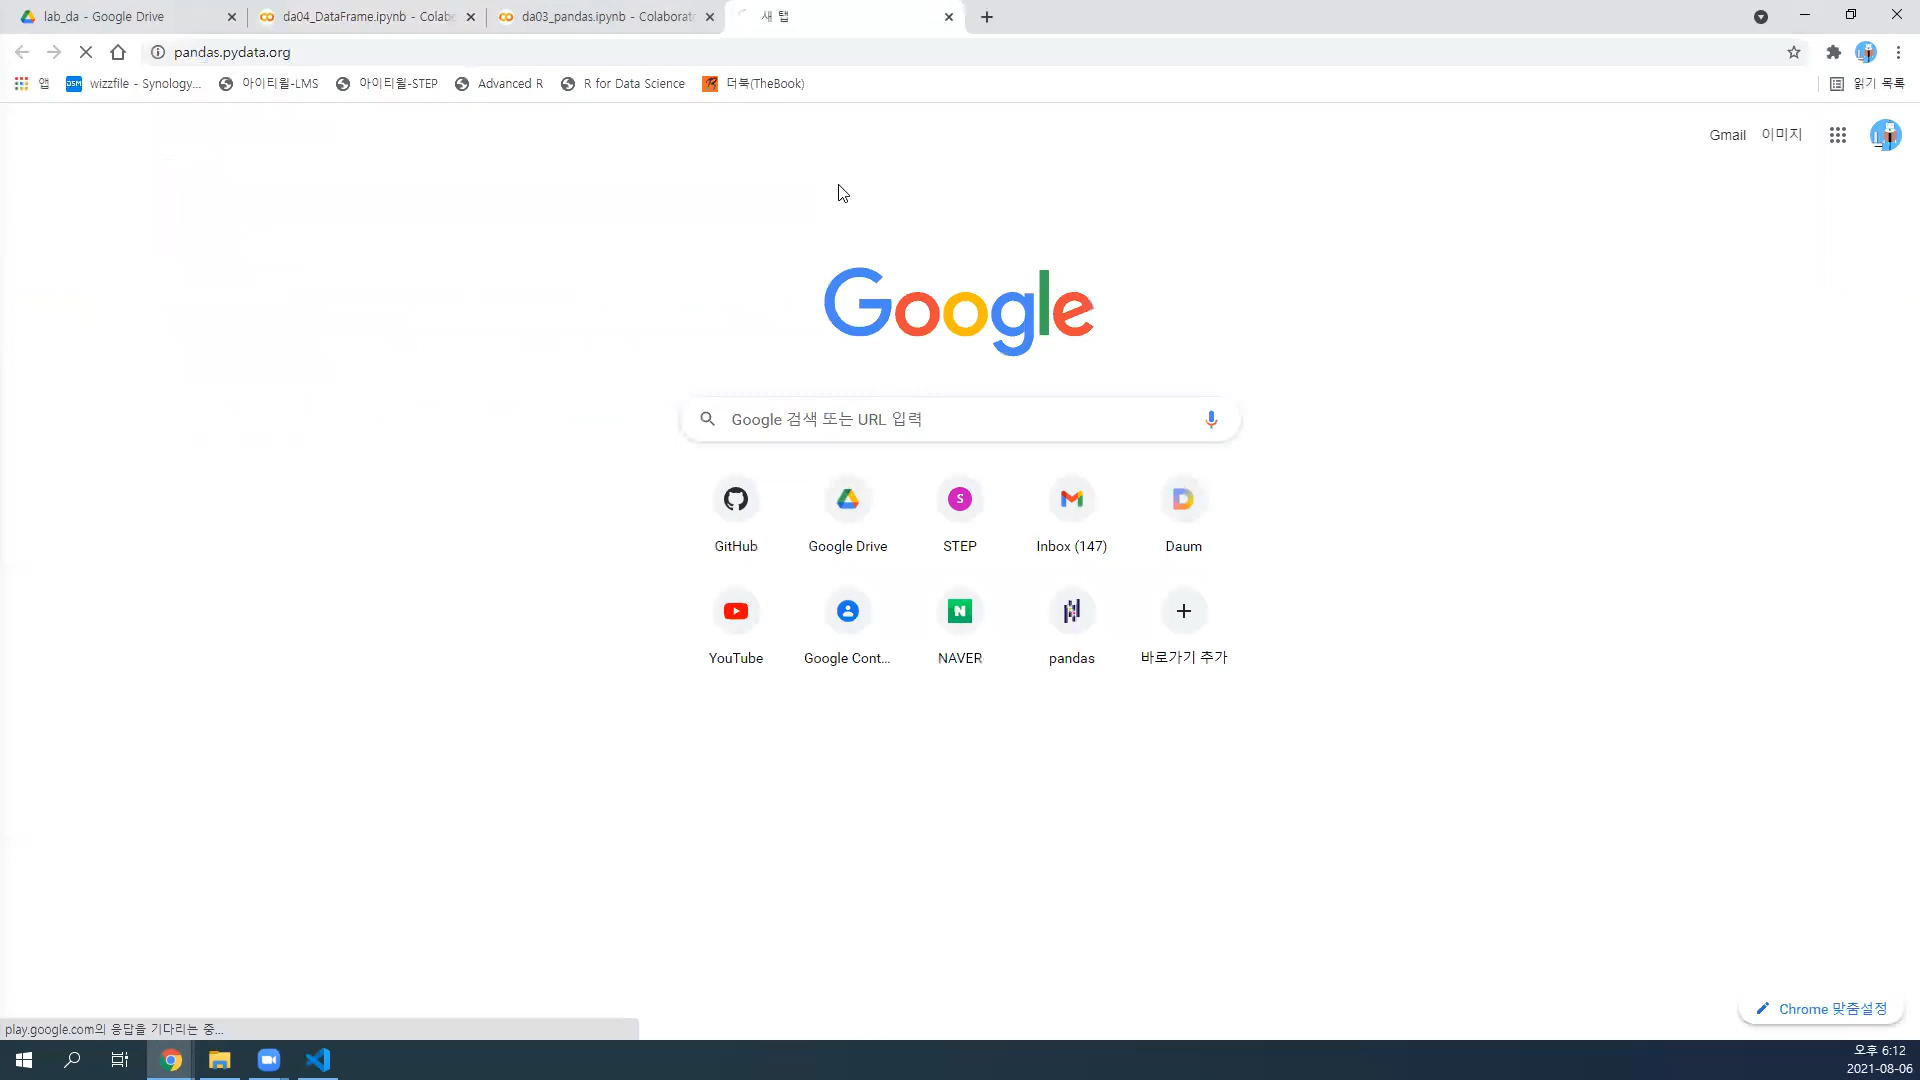 lab_da - Google Drive
da04_DataFrame.ipynb - Colabe
da03_pandas.ipynb - Colaborat
새 탭
pandas.pydata.org
앱
wizzfile - Synology...
아이티윌-LMS
아이티윌-STEP
Advanced R
R for Data Science
더북(TheBook)
읽기 목록
Gmail
이미지
Google
Google 검색 또는 URL 입력
GitHub
Google Drive
S
STEP
Inbox (147)
Daum
YouTube
Google Cont...
NAVER
pandas
바로가기 추가
Chrome 맞춤설정
play.google.com의 응답을 기다리는 중...
오후 6:12
2021-08-06